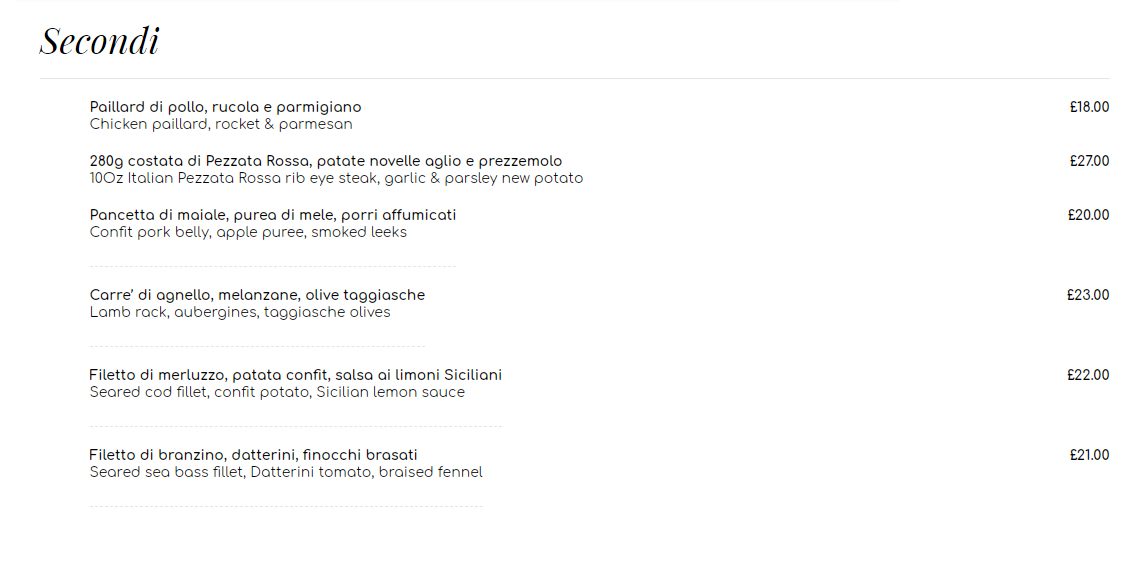 Secondi
Paillard di pollo, rucola e parmigiano £18.00
Chicken paillard, rocket & parmesan
280g costata di Pezzata Rossa, patate novelle aglio e prezzemolo £27.00
10Oz Italian Pezzata Rossa rib eye steak, garlic & parsley new potato
Pancetta di maiale, purea di mele, porri affumicati £20.00
Confit pork belly, apple puree, smoked leeks
Carre' di agnello, melanzane, olive taggiasche £23.00
Lamb rack, aubergines, taggiasche olives
Filetto di merluzzo, patata confit, salsa ai limoni Siciliani £22.00
Seared cod fillet, confit potato, Sicilian lemon sauce
Filetto di branzino, datterini, finocchi brasati £21.00
Seared sea bass fillet, Datterini tomato, braised fennel